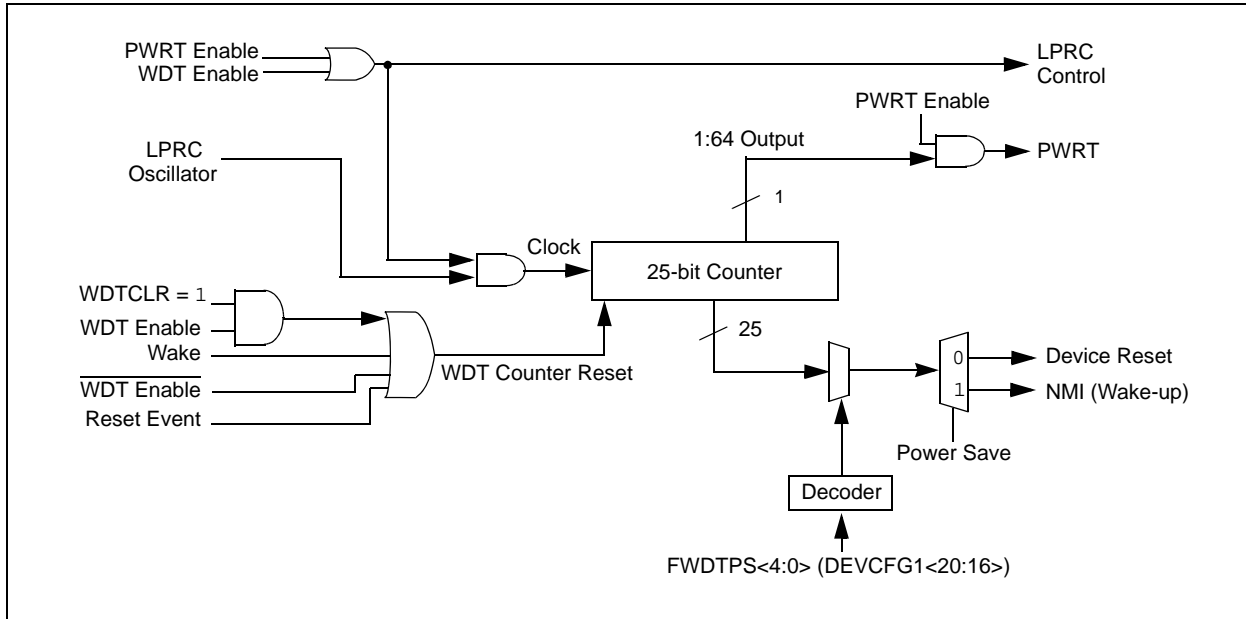 PWRT Enable
WDT Enable
LPRC
Control
PWRT Enable
1:64 Output
PWRT
LPRC
Oscillator
1
Clock
25-bit Counter
WDTCLR = 1
WDT Enable
Wake
WDT Enable
Reset Event
WDT Counter Reset
25
0
Device Reset
1
NMI (Wake-up)
Power Save
Decoder
FWDTPS<4:0> (DEVCFG1<20:16>)